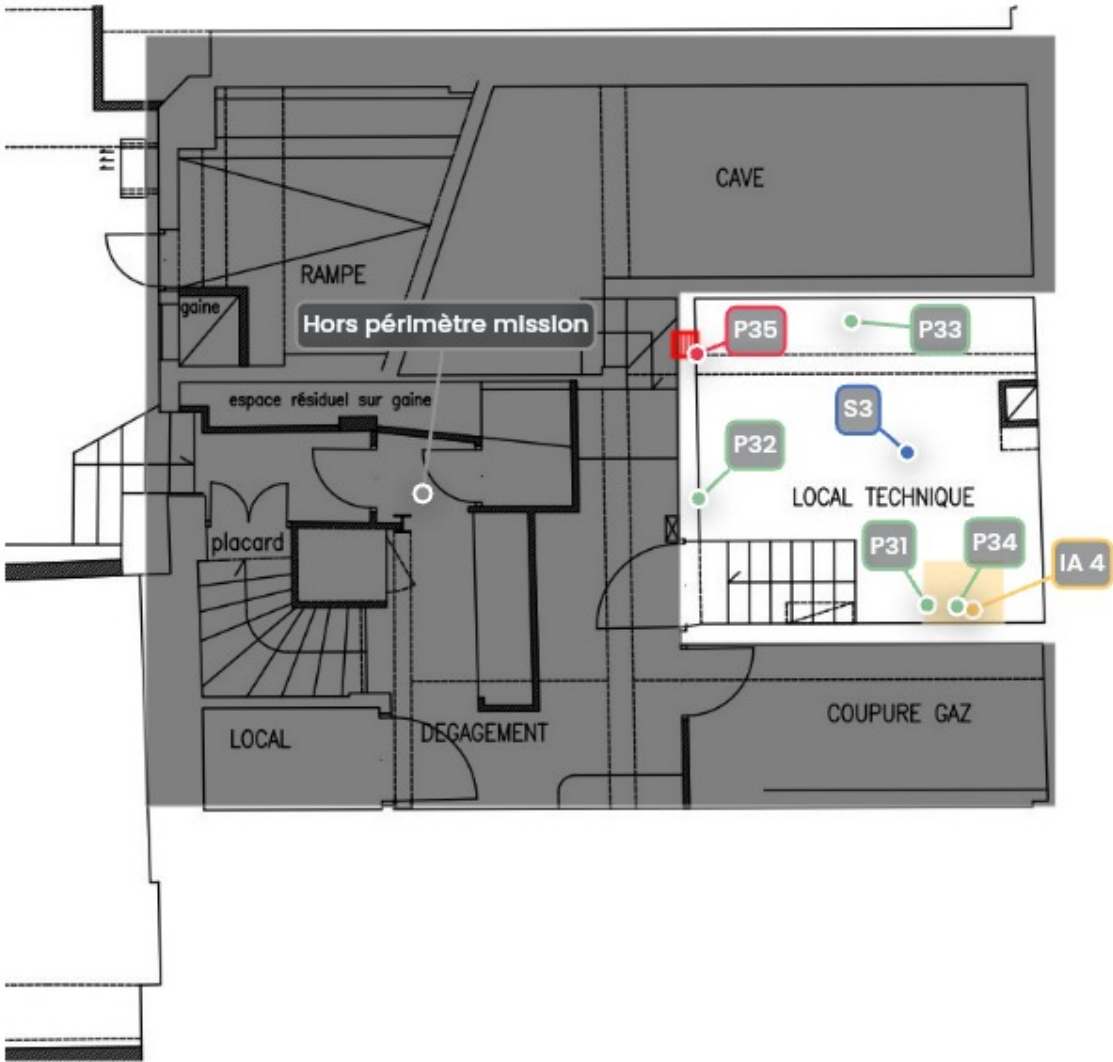 CAVE
RAMPE
gaine
Hors périmètre mission
P35
P33
espace résiduel sur gaine
S3
P32
LOCAL TECHNIQUE
placard
P31
P34
IA 4
COUPURE GAZ
LOCAL
DEGAGEMENT